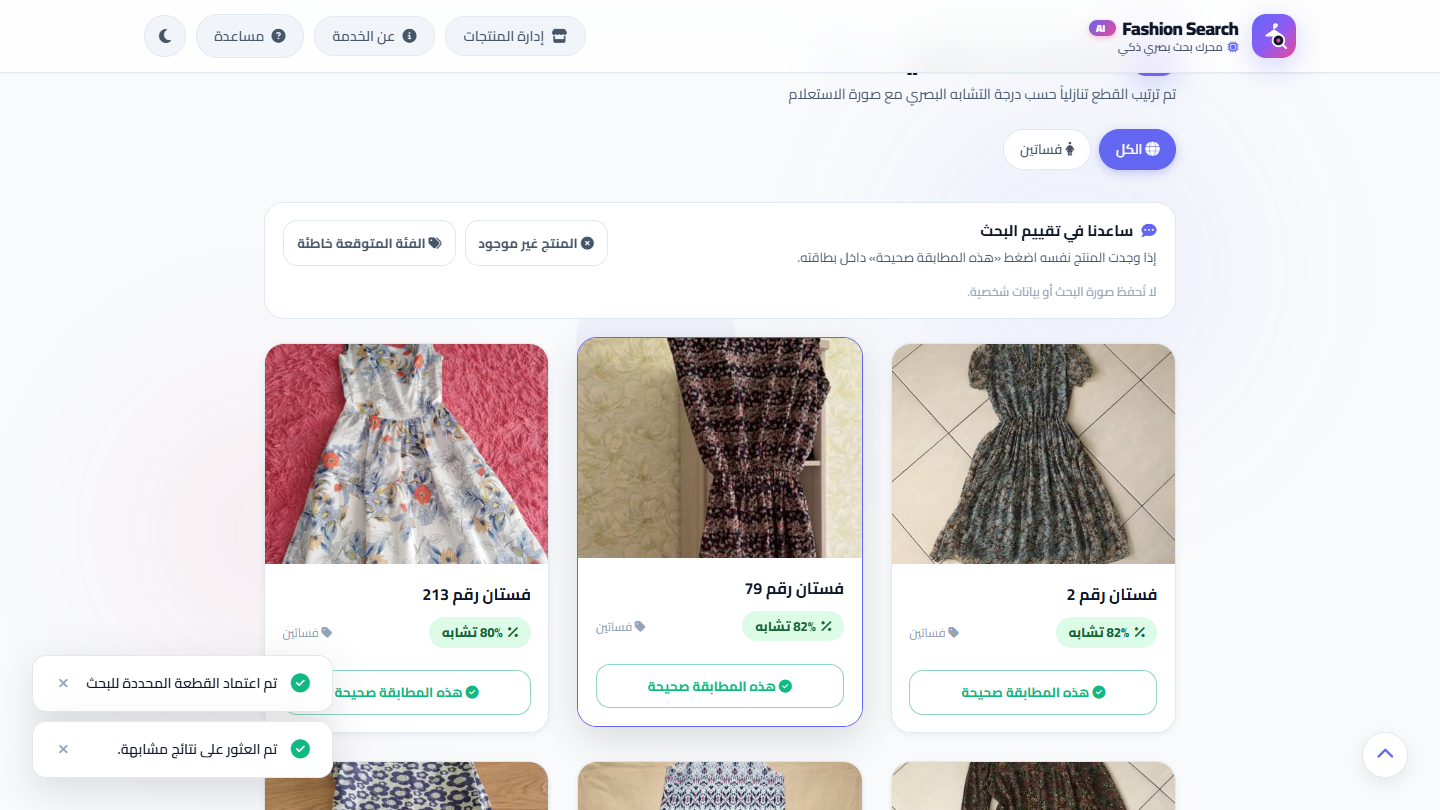 Fashion Search AI
محرك بحث بصري ذكي
إدارة المنتجات
عن الخدمة
مساعدة
تم ترتيب القطع تنازلياً حسب درجة التشابه البصري مع صورة الاستعلام
الكل
فساتين
ساعدنا في تقييم البحث
إذا وجدت المنتج نفسه اضغط «هذه المطابقة صحيحة» داخل بطاقته.
لا تُحفظ صورة البحث أو بيانات شخصية.
المنتج غير موجود
الفئة المتوقعة خاطئة
فستان رقم 2
82% تشابه
فساتين
هذه المطابقة صحيحة
فستان رقم 79
82% تشابه
فساتين
هذه المطابقة صحيحة
فستان رقم 213
80% تشابه
فساتين
هذه المطابقة صحيحة
تم اعتماد القطعة المحددة للبحث
تم العثور على نتائج مشابهة.